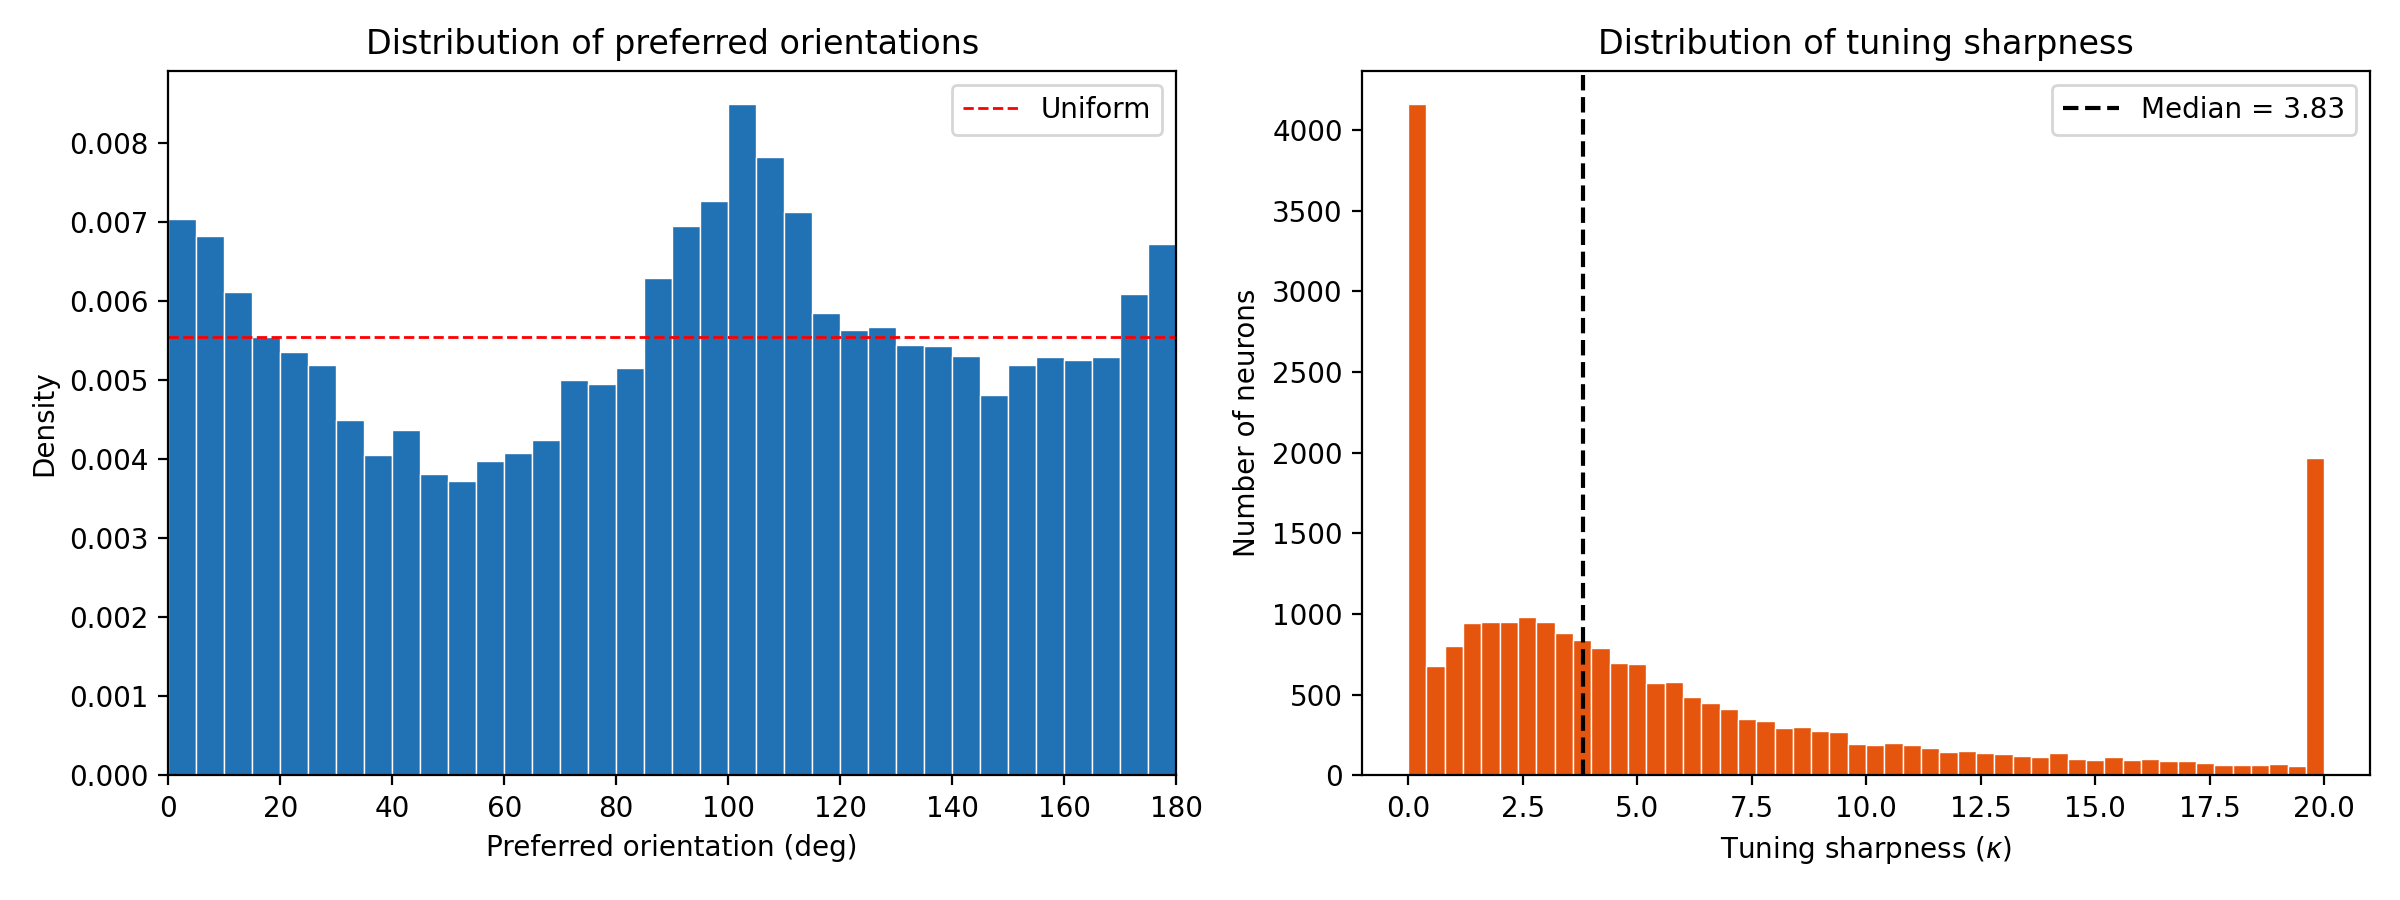 Distribution of preferred orientations
Uniform
Density
0.008
0.007
0.006
0.005
0.004
0.003
0.002
0.001
0.000
0 20 40 60 80 100 120 140 160 180
Preferred orientation (deg)
Distribution of tuning sharpness
Median = 3.83
Number of neurons
4000
3500
3000
2500
2000
1500
1000
500
0
0.0 2.5 5.0 7.5 10.0 12.5 15.0 17.5 20.0
Tuning sharpness (κ)